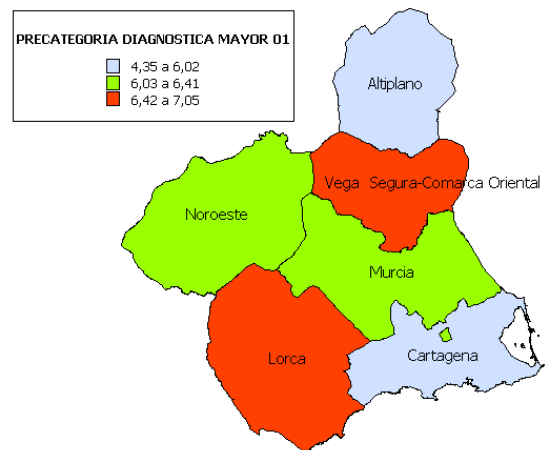 PRECATEGORIA DIAGNOSTICA MAYOR 01
4,35 a 6,02
6,03 a 6,41
6,42 a 7,05
Altiplano
Vega Segura-Comarca Oriental
Noroeste
Murcia
Lorca
Cartagena